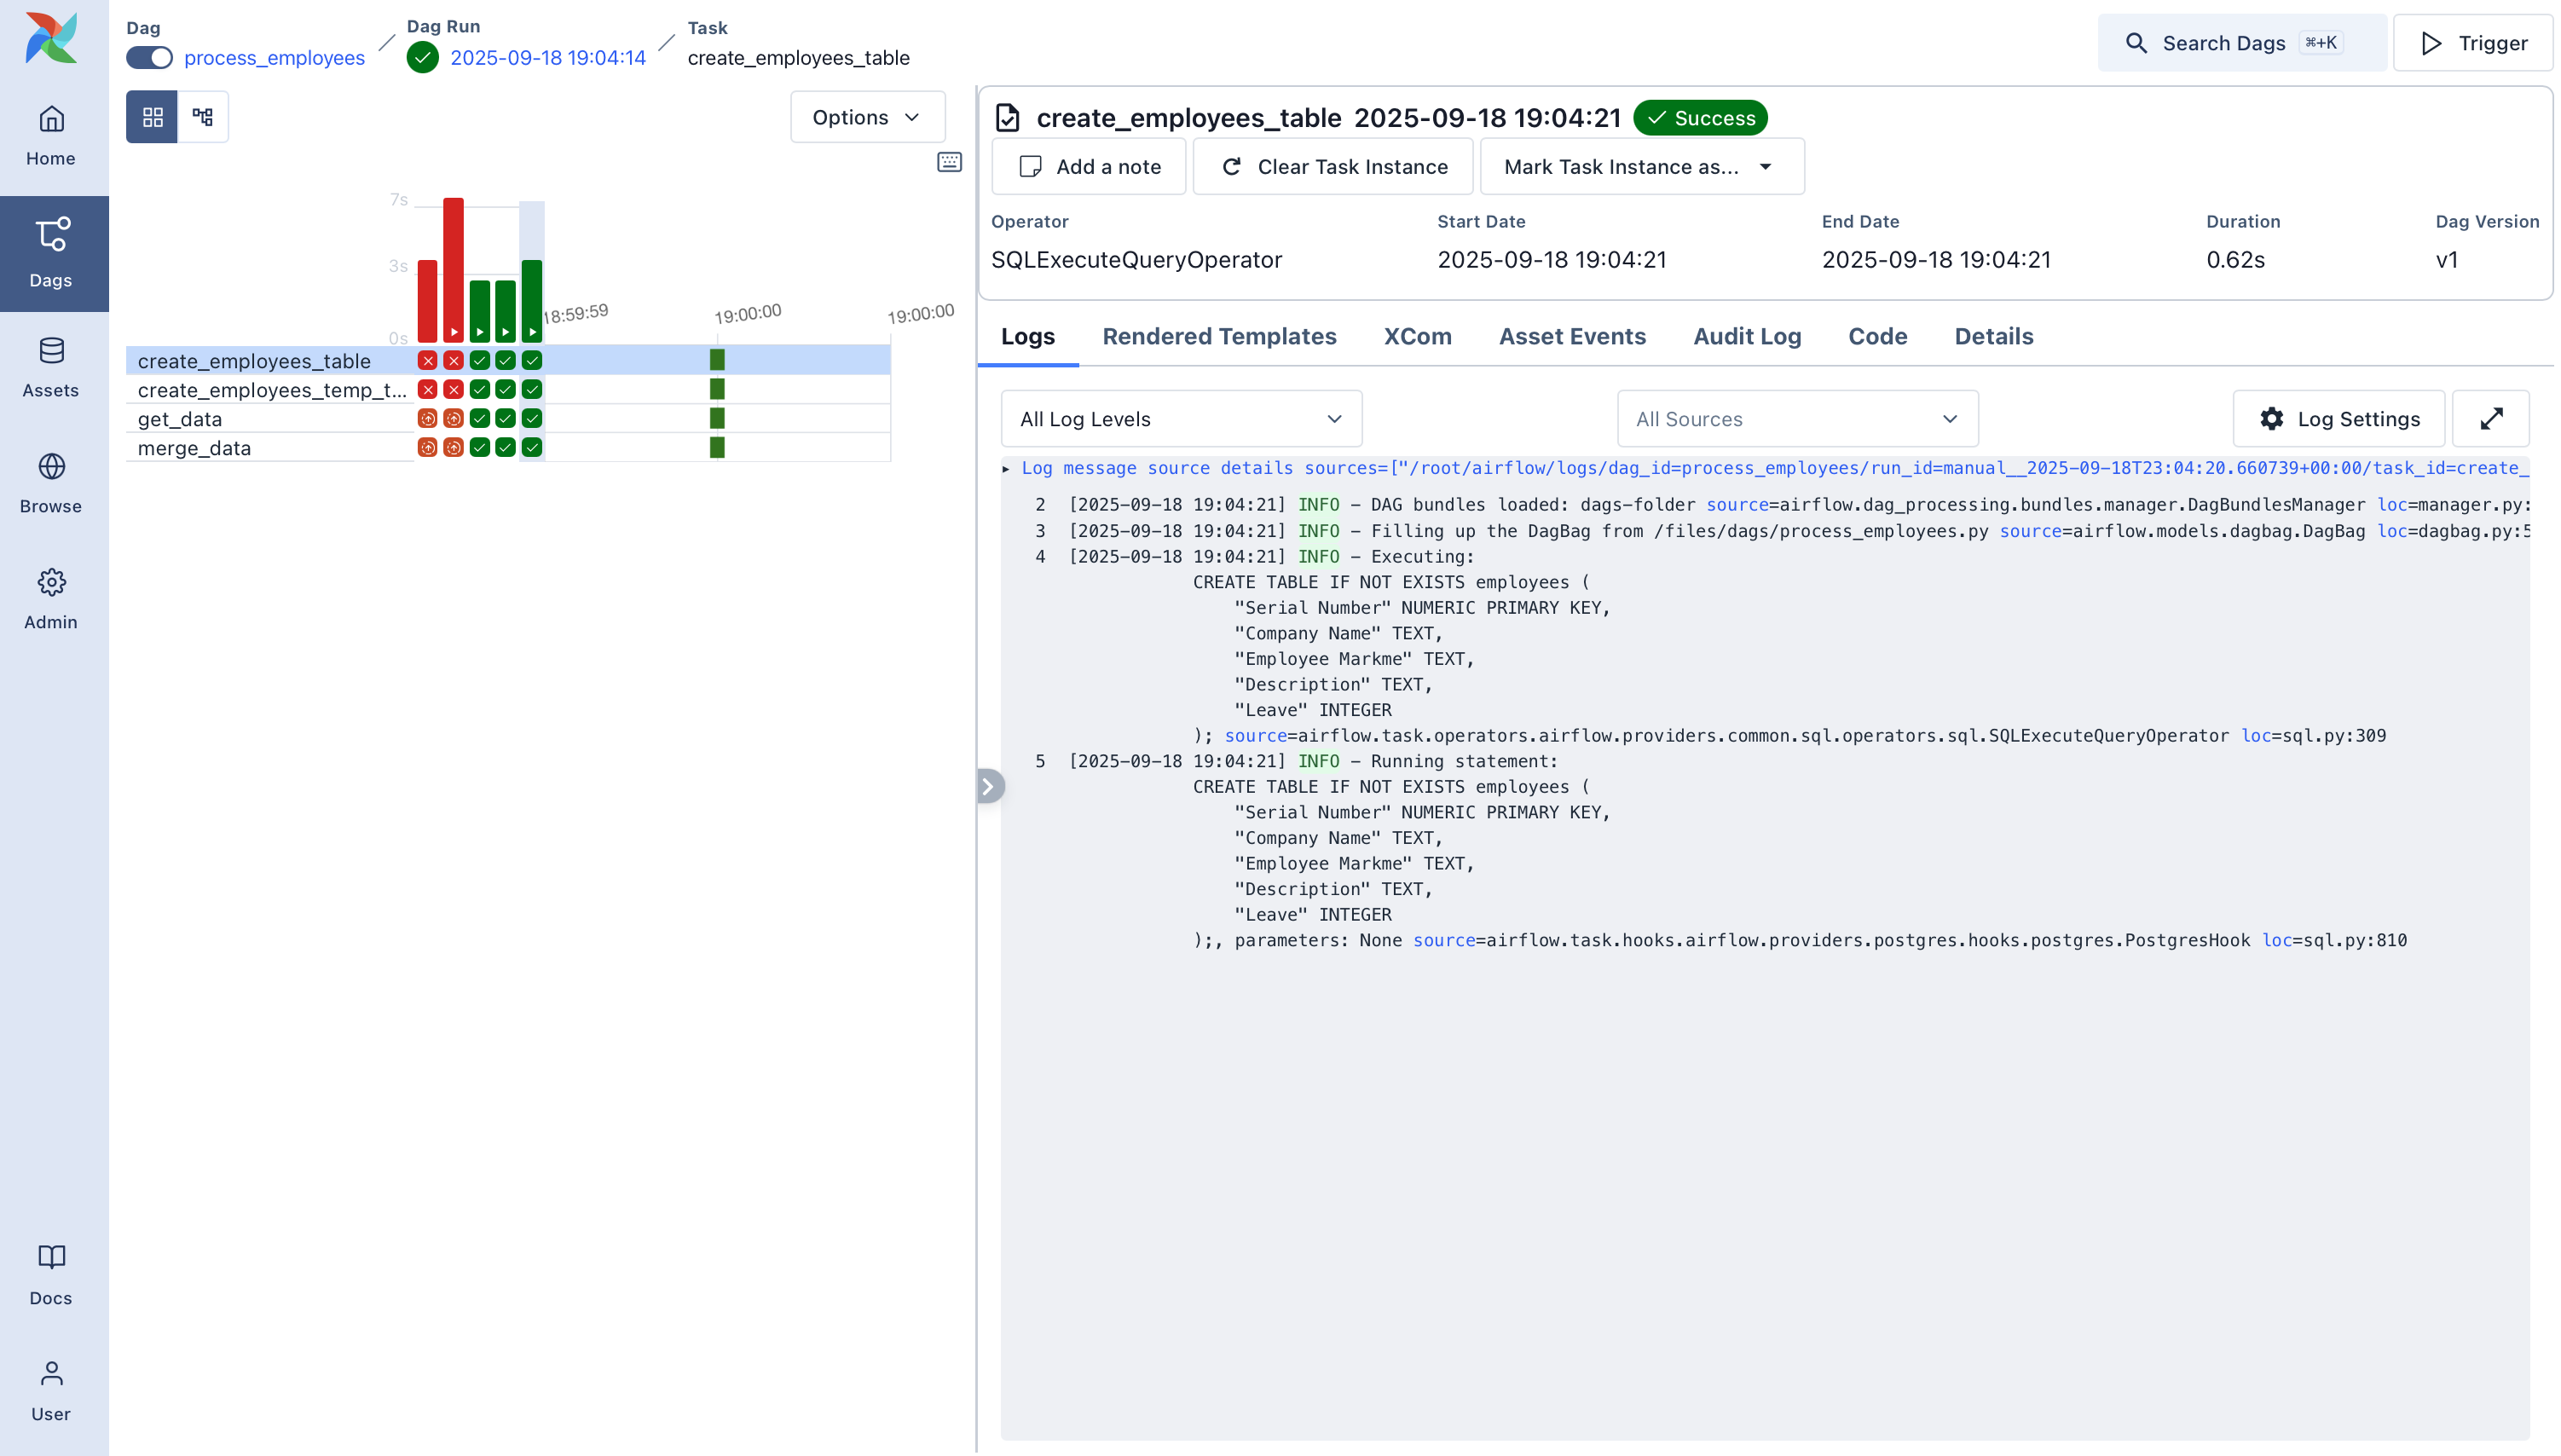 Dag
process_employees
Dag Run
2025-09-18 19:04:14
Task
create_employees_table
Search Dags ⌘+K
Trigger
Home
Dags
Assets
Browse
Admin
Docs
User
Options
7s
3s
0s
18:59:59
19:00:00
19:00:00
create_employees_table
create_employees_temp_t...
get_data
merge_data
create_employees_table 2025-09-18 19:04:21 Success
Add a note
Clear Task Instance
Mark Task Instance as...
Operator Start Date End Date Duration Dag Version
SQLExecuteQueryOperator 2025-09-18 19:04:21 2025-09-18 19:04:21 0.62s v1
Logs Rendered Templates XCom Asset Events Audit Log Code Details
All Log Levels
All Sources
Log Settings
Log message source details sources=["/root/airflow/logs/dag_id=process_employees/run_id=manual__2025-09-18T23:04:20.660739+00:00/task_id=create_
2 [2025-09-18 19:04:21] INFO - DAG bundles loaded: dags-folder source=airflow.dag_processing.bundles.manager.DagBundlesManager loc=manager.py:
3 [2025-09-18 19:04:21] INFO - Filling up the DagBag from /files/dags/process_employees.py source=airflow.models.dagbag.DagBag loc=dagbag.py:5
4 [2025-09-18 19:04:21] INFO - Executing:
CREATE TABLE IF NOT EXISTS employees (
"Serial Number" NUMERIC PRIMARY KEY,
"Company Name" TEXT,
"Employee Markme" TEXT,
"Description" TEXT,
"Leave" INTEGER
); source=airflow.task.operators.airflow.providers.common.sql.operators.sql.SQLExecuteQueryOperator loc=sql.py:309
5 [2025-09-18 19:04:21] INFO - Running statement:
CREATE TABLE IF NOT EXISTS employees (
"Serial Number" NUMERIC PRIMARY KEY,
"Company Name" TEXT,
"Employee Markme" TEXT,
"Description" TEXT,
"Leave" INTEGER
);, parameters: None source=airflow.task.hooks.airflow.providers.postgres.hooks.postgres.PostgresHook loc=sql.py:810